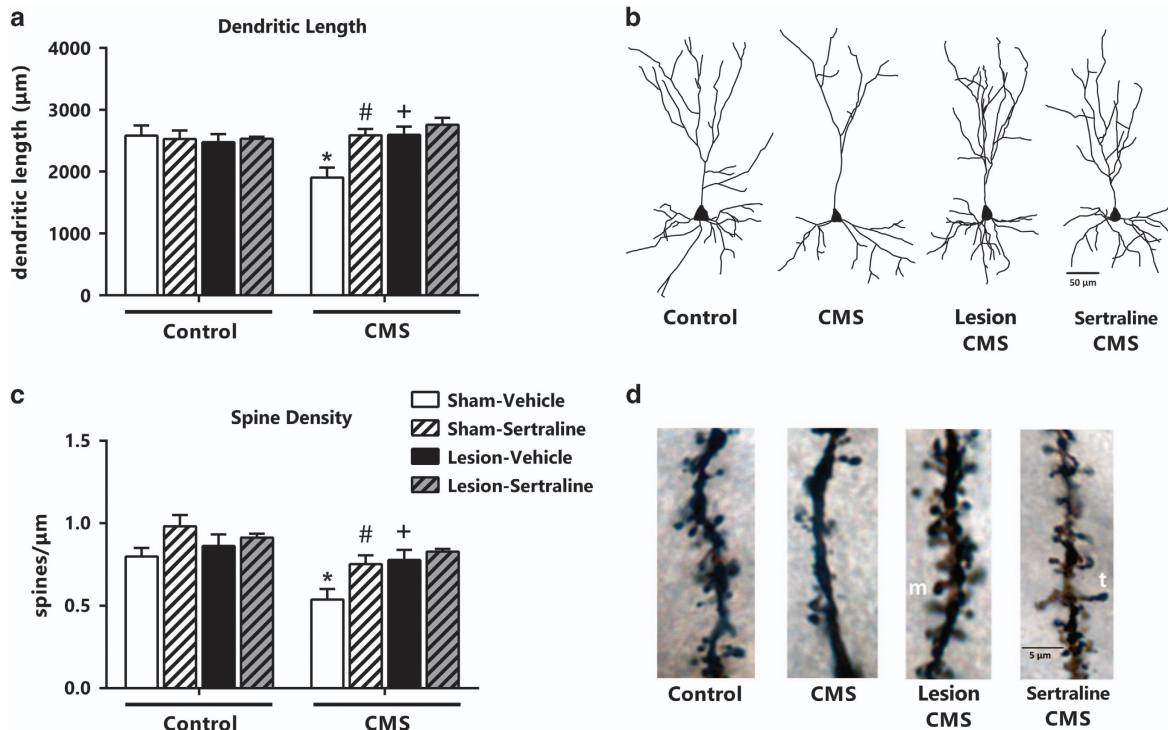 a
Dendritic Length
dendritic length (µm)
4000
3000
2000
1000
0
*
#
+
Control
CMS
b
50 µm
Control
CMS
Lesion
CMS
Sertraline
CMS
c
Spine Density
Sham-Vehicle
Sham-Sertraline
Lesion-Vehicle
Lesion-Sertraline
spines/µm
1.5
1.0
0.5
0.0
*
#
+
Control
CMS
d
m
t
5 µm
Control
CMS
Lesion
CMS
Sertraline
CMS